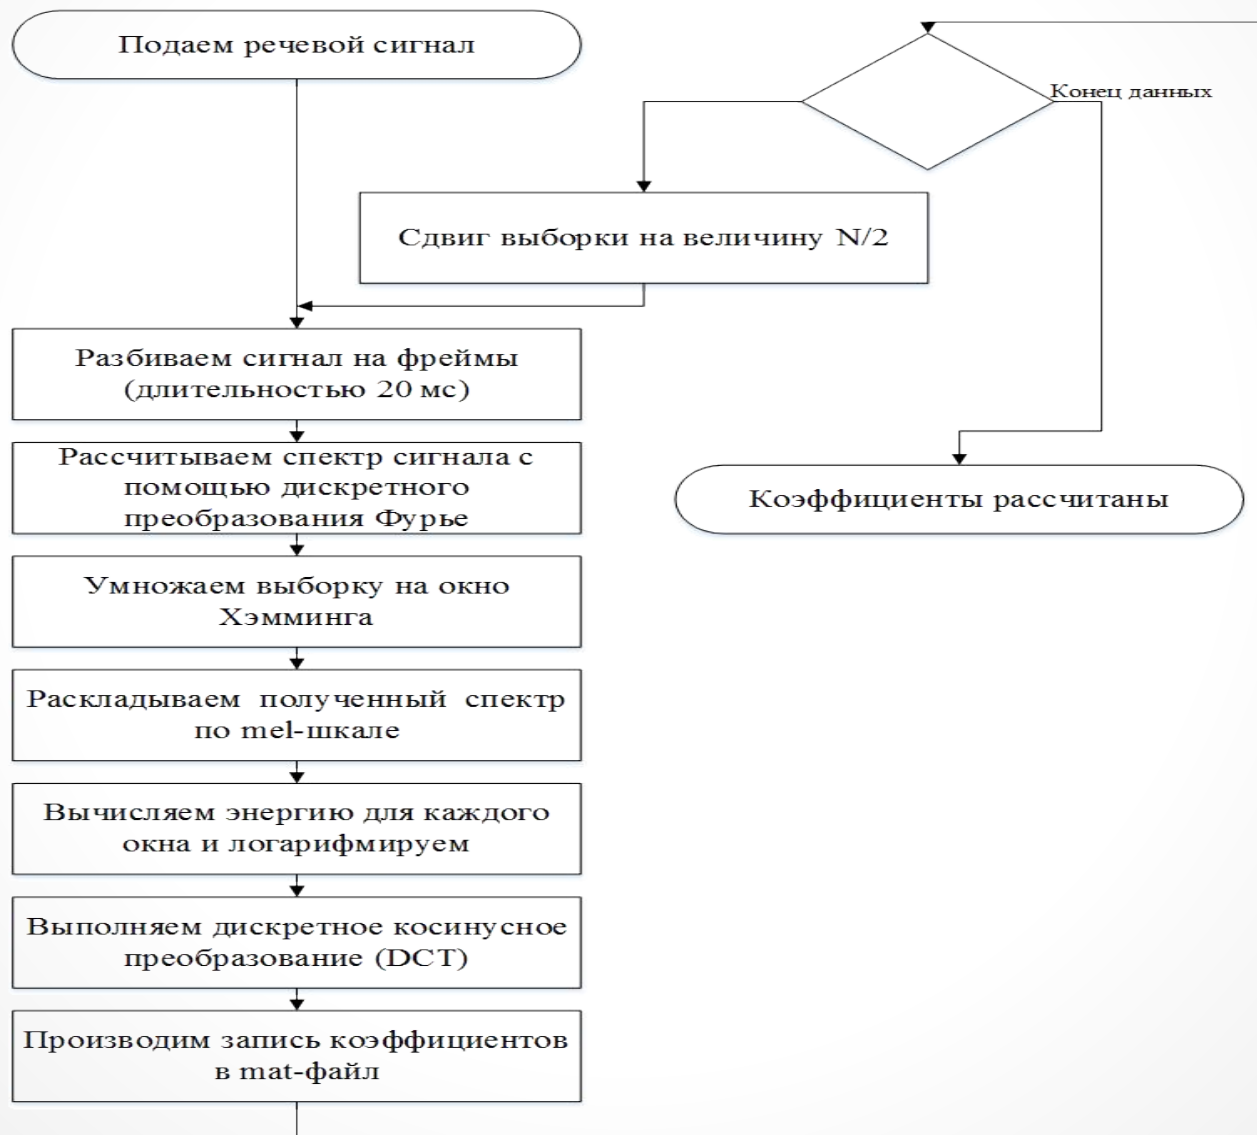 Подаем речевой сигнал
Конец данных
Сдвиг выборки на величину N/2
Разбиваем сигнал на фреймы
(длительностью 20 мс)
Рассчитываем спектр сигнала с
помощью дискретного
преобразования Фурье
Коэффициенты рассчитаны
Умножаем выборку на окно
Хэмминга
Раскладываем полученный спектр
по mel-шкале
Вычисляем энергию для каждого
окна и логарифмируем
Выполняем дискретное косинусное
преобразование (DCT)
Производим запись коэффициентов
в mat-файл